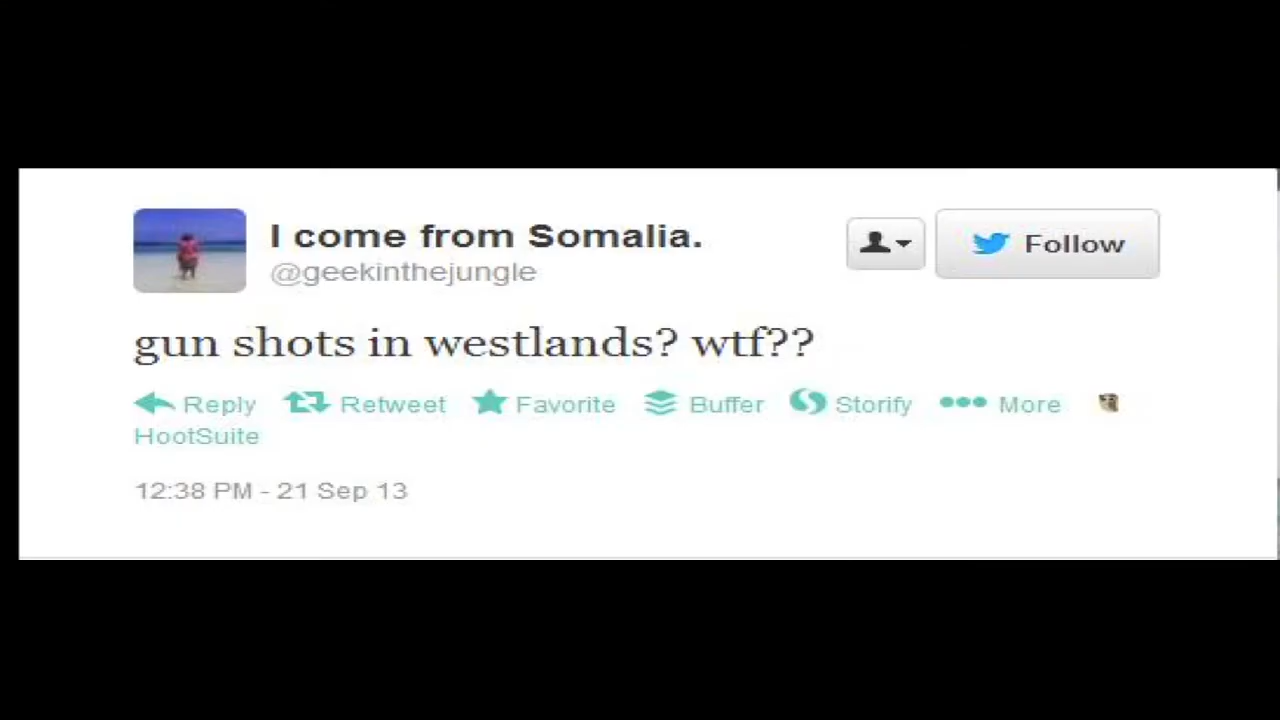 I come from Somalia.
@geekinthejungle
Follow
gun shots in westlands? wtf??
Reply Retweet Favorite Buffer Storify More
HootSuite
12:38 PM - 21 Sep 13